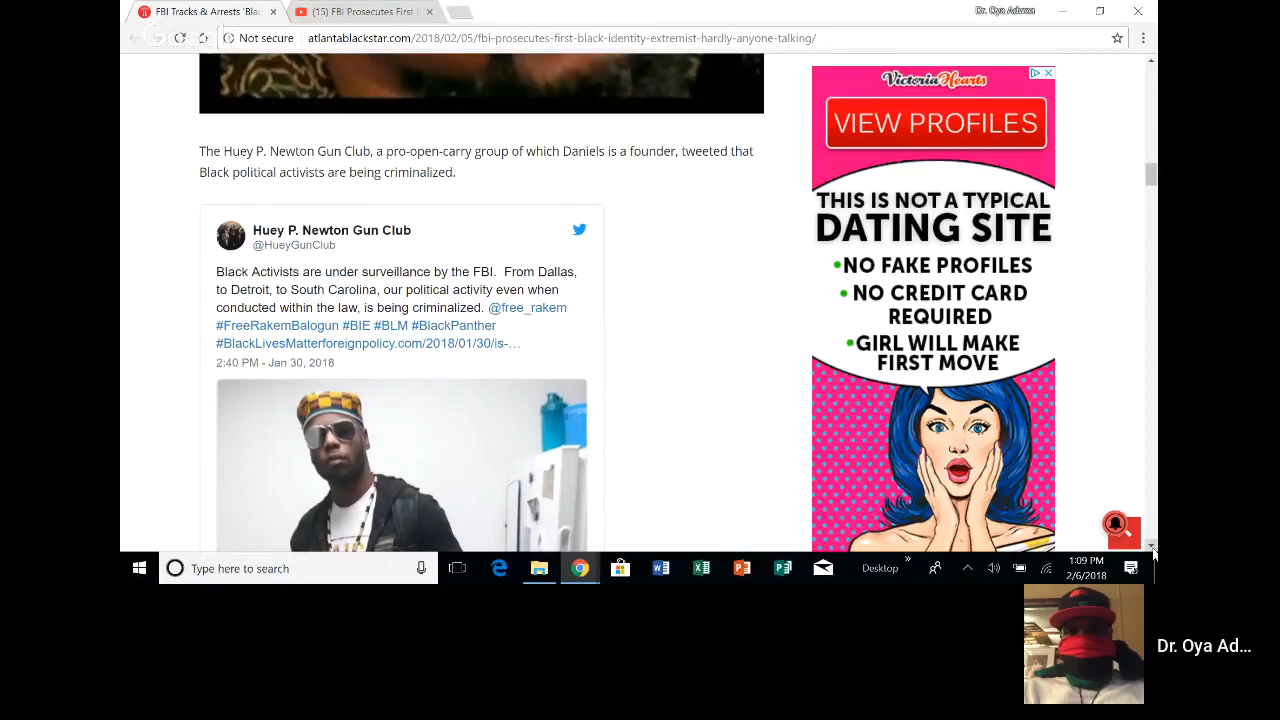 FBI Tracks & Arrests 'Blac
(15) FBI Prosecutes First
Dr. Oya Advwoa
Not secure
atlantablackstar.com/2018/02/05/fbi-prosecutes-first-black-identity-extremist-hardly-anyone-talking/
The Huey P. Newton Gun Club, a pro-open-carry group of which Daniels is a founder, tweeted that
Black political activists are being criminalized.
Huey P. Newton Gun Club
@HueyGunClub
Black Activists are under surveillance by the FBI.  From Dallas,
to Detroit, to South Carolina, our political activity even when
conducted within the law, is being criminalized. @free_rakem
#FreeRakemBalogun #BIE #BLM #BlackPanther
#BlackLivesMatterforeignpolicy.com/2018/01/30/is-…
2:40 PM - Jan 30, 2018
VictoriaHearts
VIEW PROFILES
THIS IS NOT A TYPICAL
DATING SITE
•NO FAKE PROFILES
• NO CREDIT CARD
REQUIRED
•GIRL WILL MAKE
FIRST MOVE
Type here to search
Desktop
1:09 PM
2/6/2018
Dr. Oya Ad...